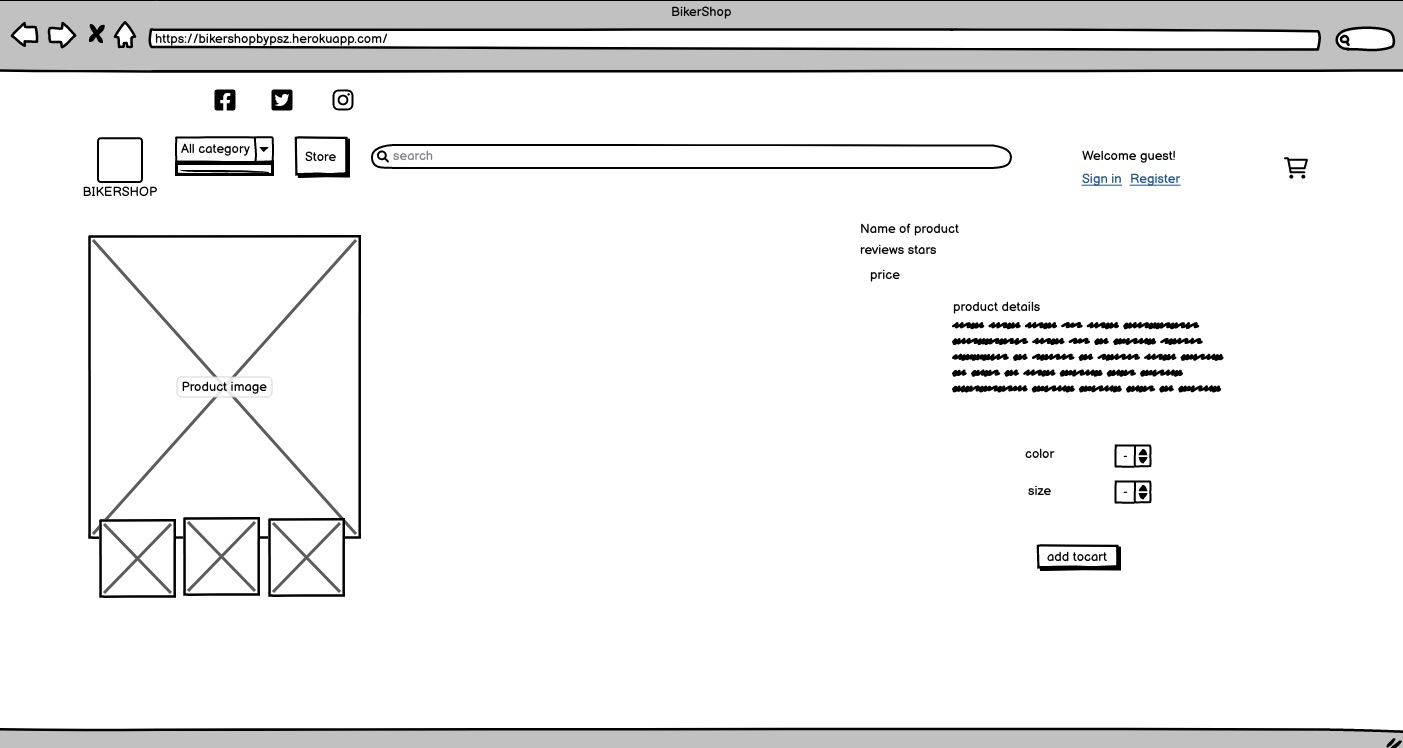 BikerShop
https://bikershopbypsz.herokuapp.com/
All category
Store
search
Welcome guest!
Sign in Register
BIKERSHOP
Name of product
reviews stars
price
product details
Product image
color -
size -
add tocart